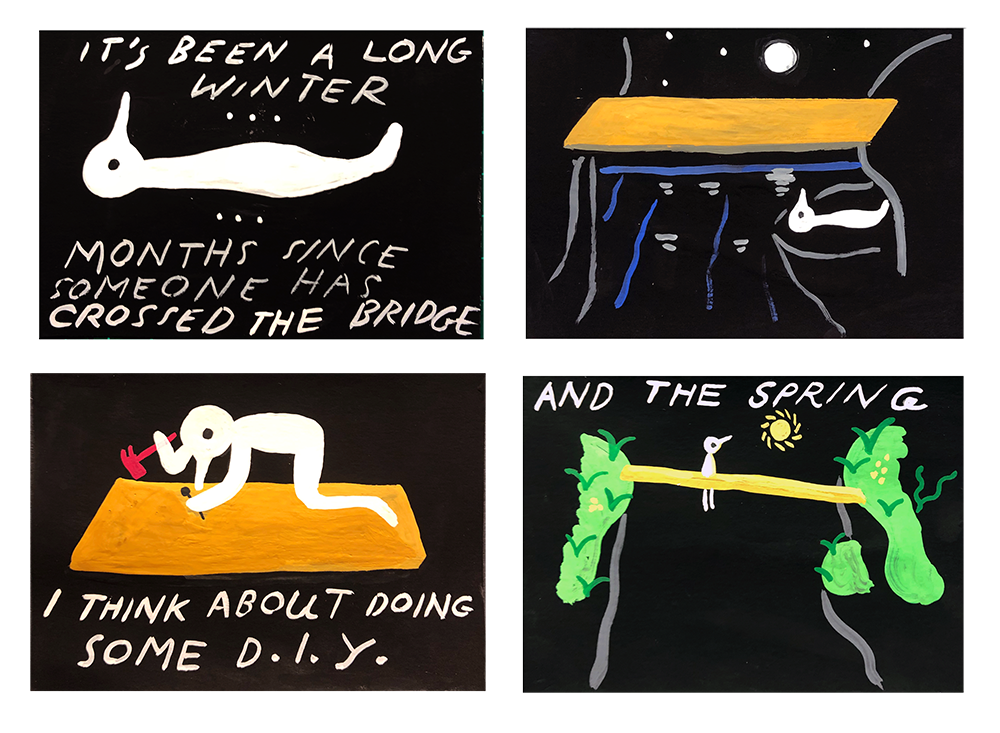 IT'S BEEN A LONG
WINTER
...
...
MONTHS SINCE
SOMEONE HAS
CROSSED THE BRIDGE
I THINK ABOUT DOING
SOME D.I.Y.
AND THE SPRING